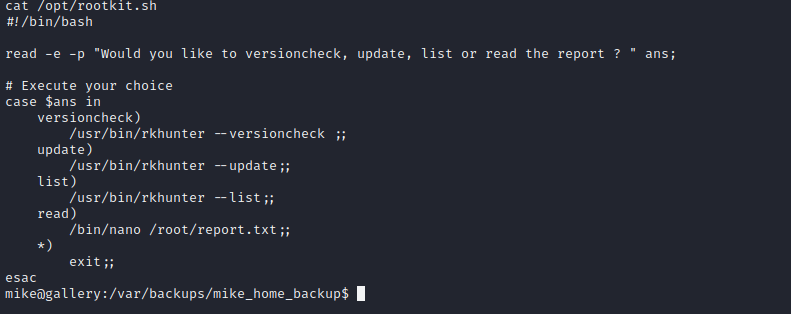 cat /opt/rootkit.sh
#!/bin/bash
read -e -p "Would you like to versioncheck, update, list or read the report ? " ans;
# Execute your choice
case $ans in
versioncheck)
/usr/bin/rkhunter --versioncheck ;;
update)
/usr/bin/rkhunter --update;;
list)
/usr/bin/rkhunter --list;;
read)
/bin/nano /root/report.txt;;
*)
exit;;
esac
mike@gallery:/var/backups/mike_home_backup$